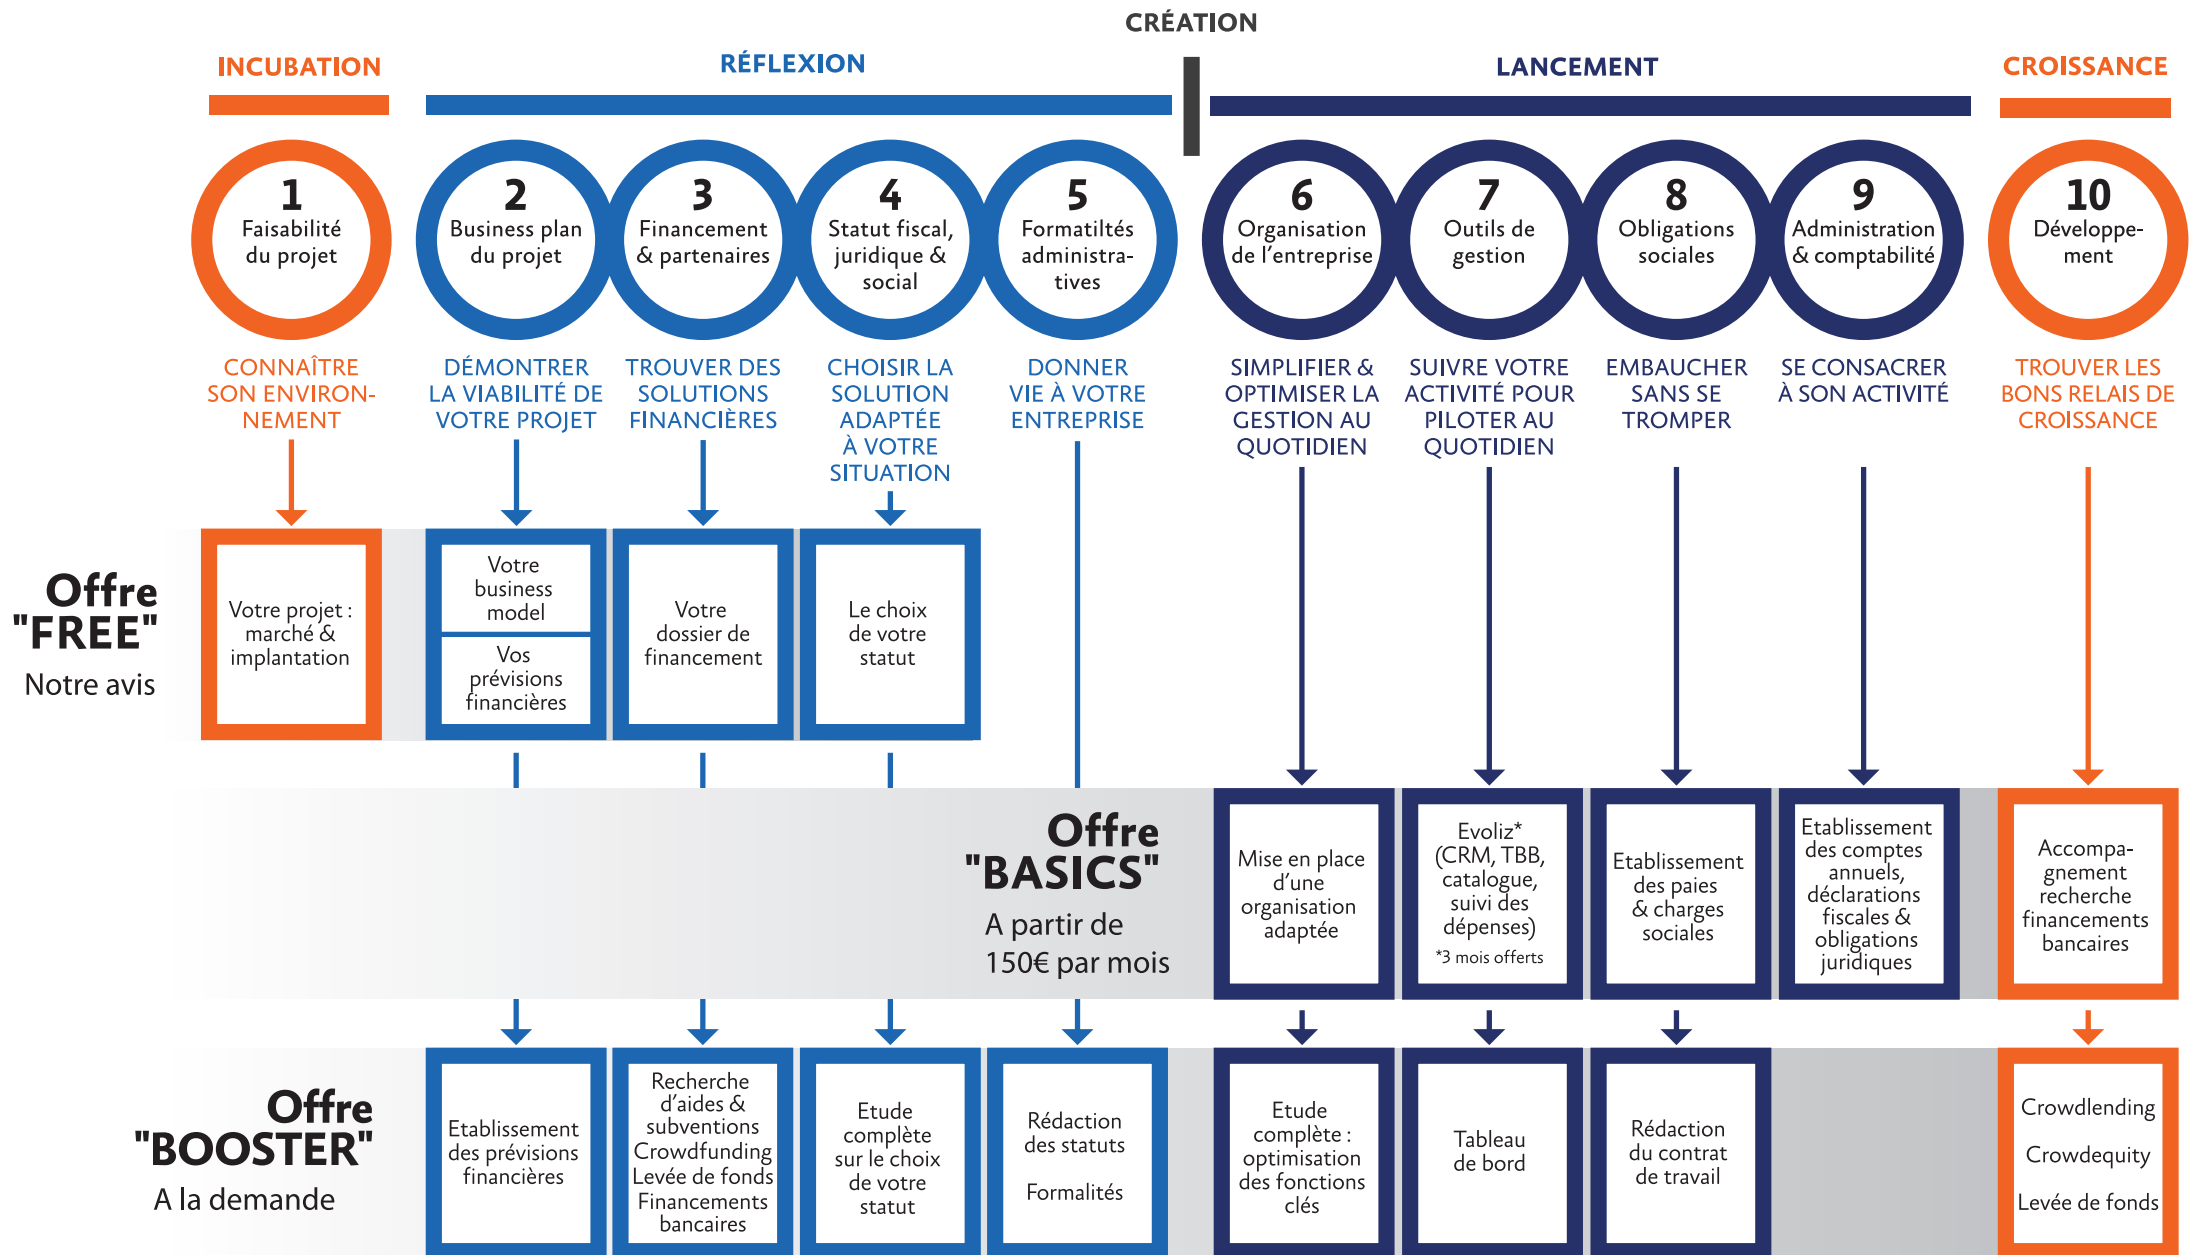 CRÉATION
INCUBATION
RÉFLEXION
LANCEMENT
CROISSANCE
1
Faisabilité
du projet
2
Business plan
du projet
3
Financement
& partenaires
4
Statut fiscal,
juridique &
social
5
Formatiltés
administra-
tives
6
Organisation
de l'entreprise
7
Outils de
gestion
8
Obligations
sociales
9
Administration
& comptabilité
10
Développe-
ment
CONNAÎTRE
SON ENVIRON-
NEMENT
DÉMONTRER
LA VIABILITÉ DE
VOTRE PROJET
TROUVER DES
SOLUTIONS
FINANCIÈRES
CHOISIR LA
SOLUTION
ADAPTÉE
À VOTRE
SITUATION
DONNER
VIE À VOTRE
ENTREPRISE
SIMPLIFIER &
OPTIMISER LA
GESTION AU
QUOTIDIEN
SUIVRE VOTRE
ACTIVITÉ POUR
PILOTER AU
QUOTIDIEN
EMBAUCHER
SANS SE
TROMPER
SE CONSACRER
À SON ACTIVITÉ
TROUVER LES
BONS RELAIS DE
CROISSANCE
Offre
"FREE"
Notre avis
Votre projet :
marché &
implantation
Votre
business
model
Vos
prévisions
financières
Votre
dossier de
financement
Le choix
de votre
statut
Offre
"BASICS"
A partir de
150€ par mois
Mise en place
d'une
organisation
adaptée
Evoliz*
(CRM, TBB,
catalogue,
suivi des
dépenses)
*3 mois offerts
Etablissement
des paies
& charges
sociales
Etablissement
des comptes
annuels,
déclarations
fiscales &
obligations
juridiques
Accompa-
gnement
recherche
financements
bancaires
Offre
"BOOSTER"
A la demande
Etablissement
des prévisions
financières
Recherche
d'aides &
subventions
Crowdfunding
Levée de fonds
Financements
bancaires
Etude
complète
sur le choix
de votre
statut
Rédaction
des statuts
Formalités
Etude
complète :
optimisation
des fonctions
clés
Tableau
de bord
Rédaction
du contrat
de travail
Crowdlending
Crowdequity
Levée de fonds